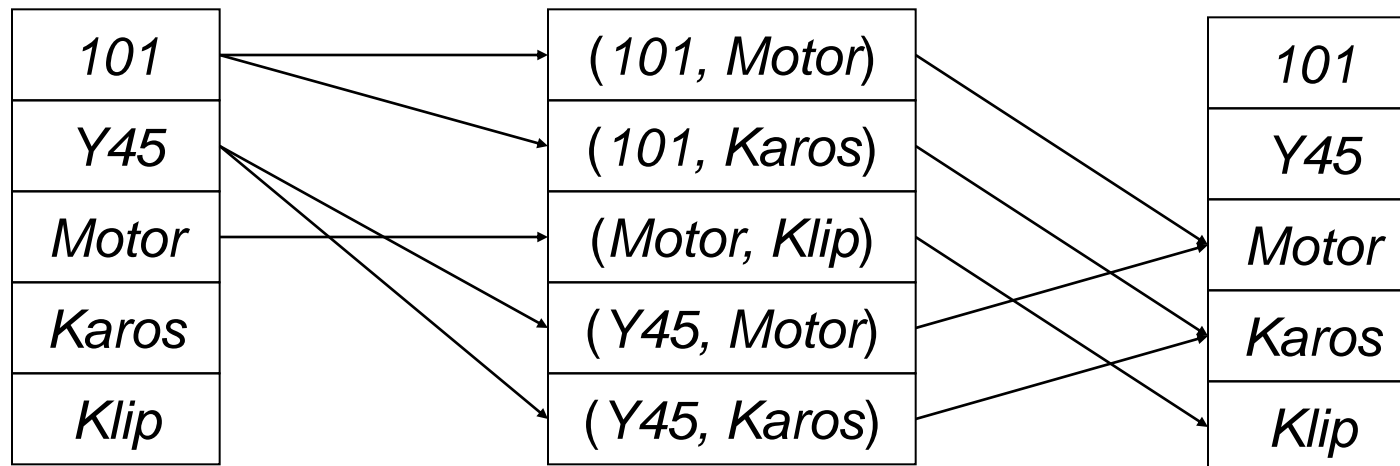 101
Y45
Motor
Karos
Klip
(101, Motor)
(101, Karos)
(Motor, Klip)
(Y45, Motor)
(Y45, Karos)
101
Y45
Motor
Karos
Klip